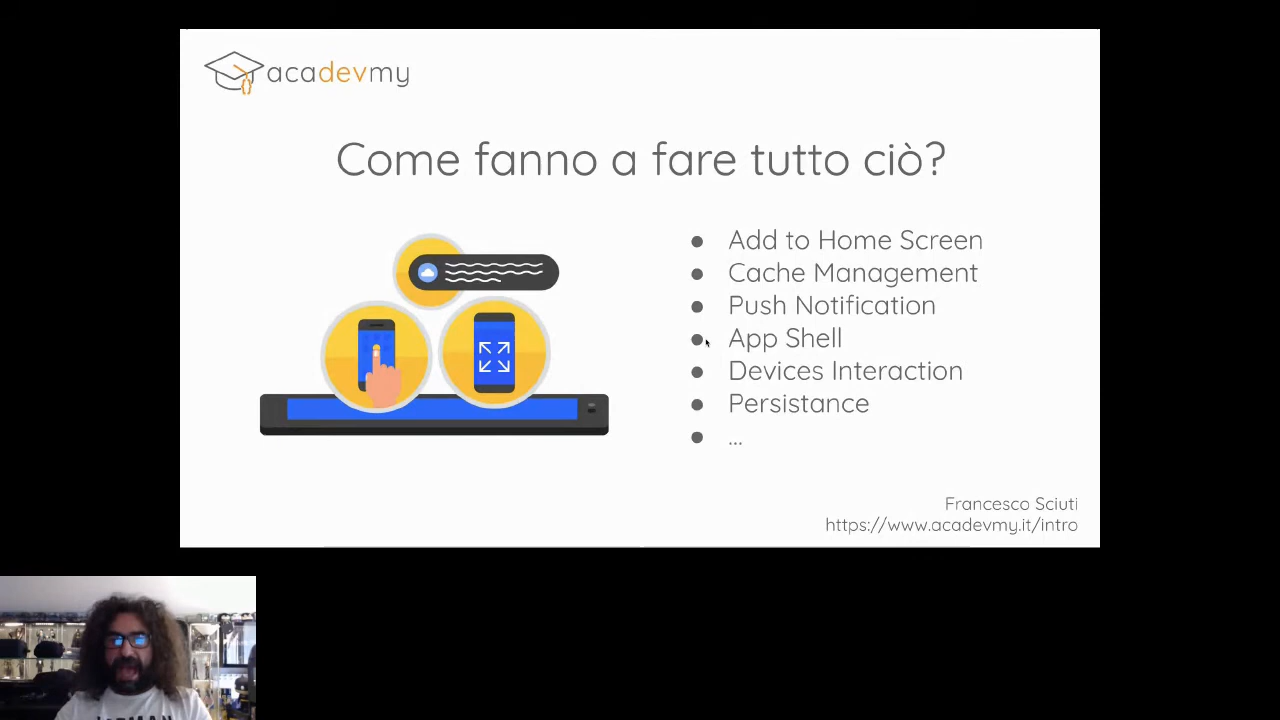 acadevmy
Come fanno a fare tutto ciò?
● Add to Home Screen
● Cache Management
● Push Notification
● App Shell
● Devices Interaction
● Persistance
● ...
Francesco Sciuti
https://www.acadevmy.it/intro